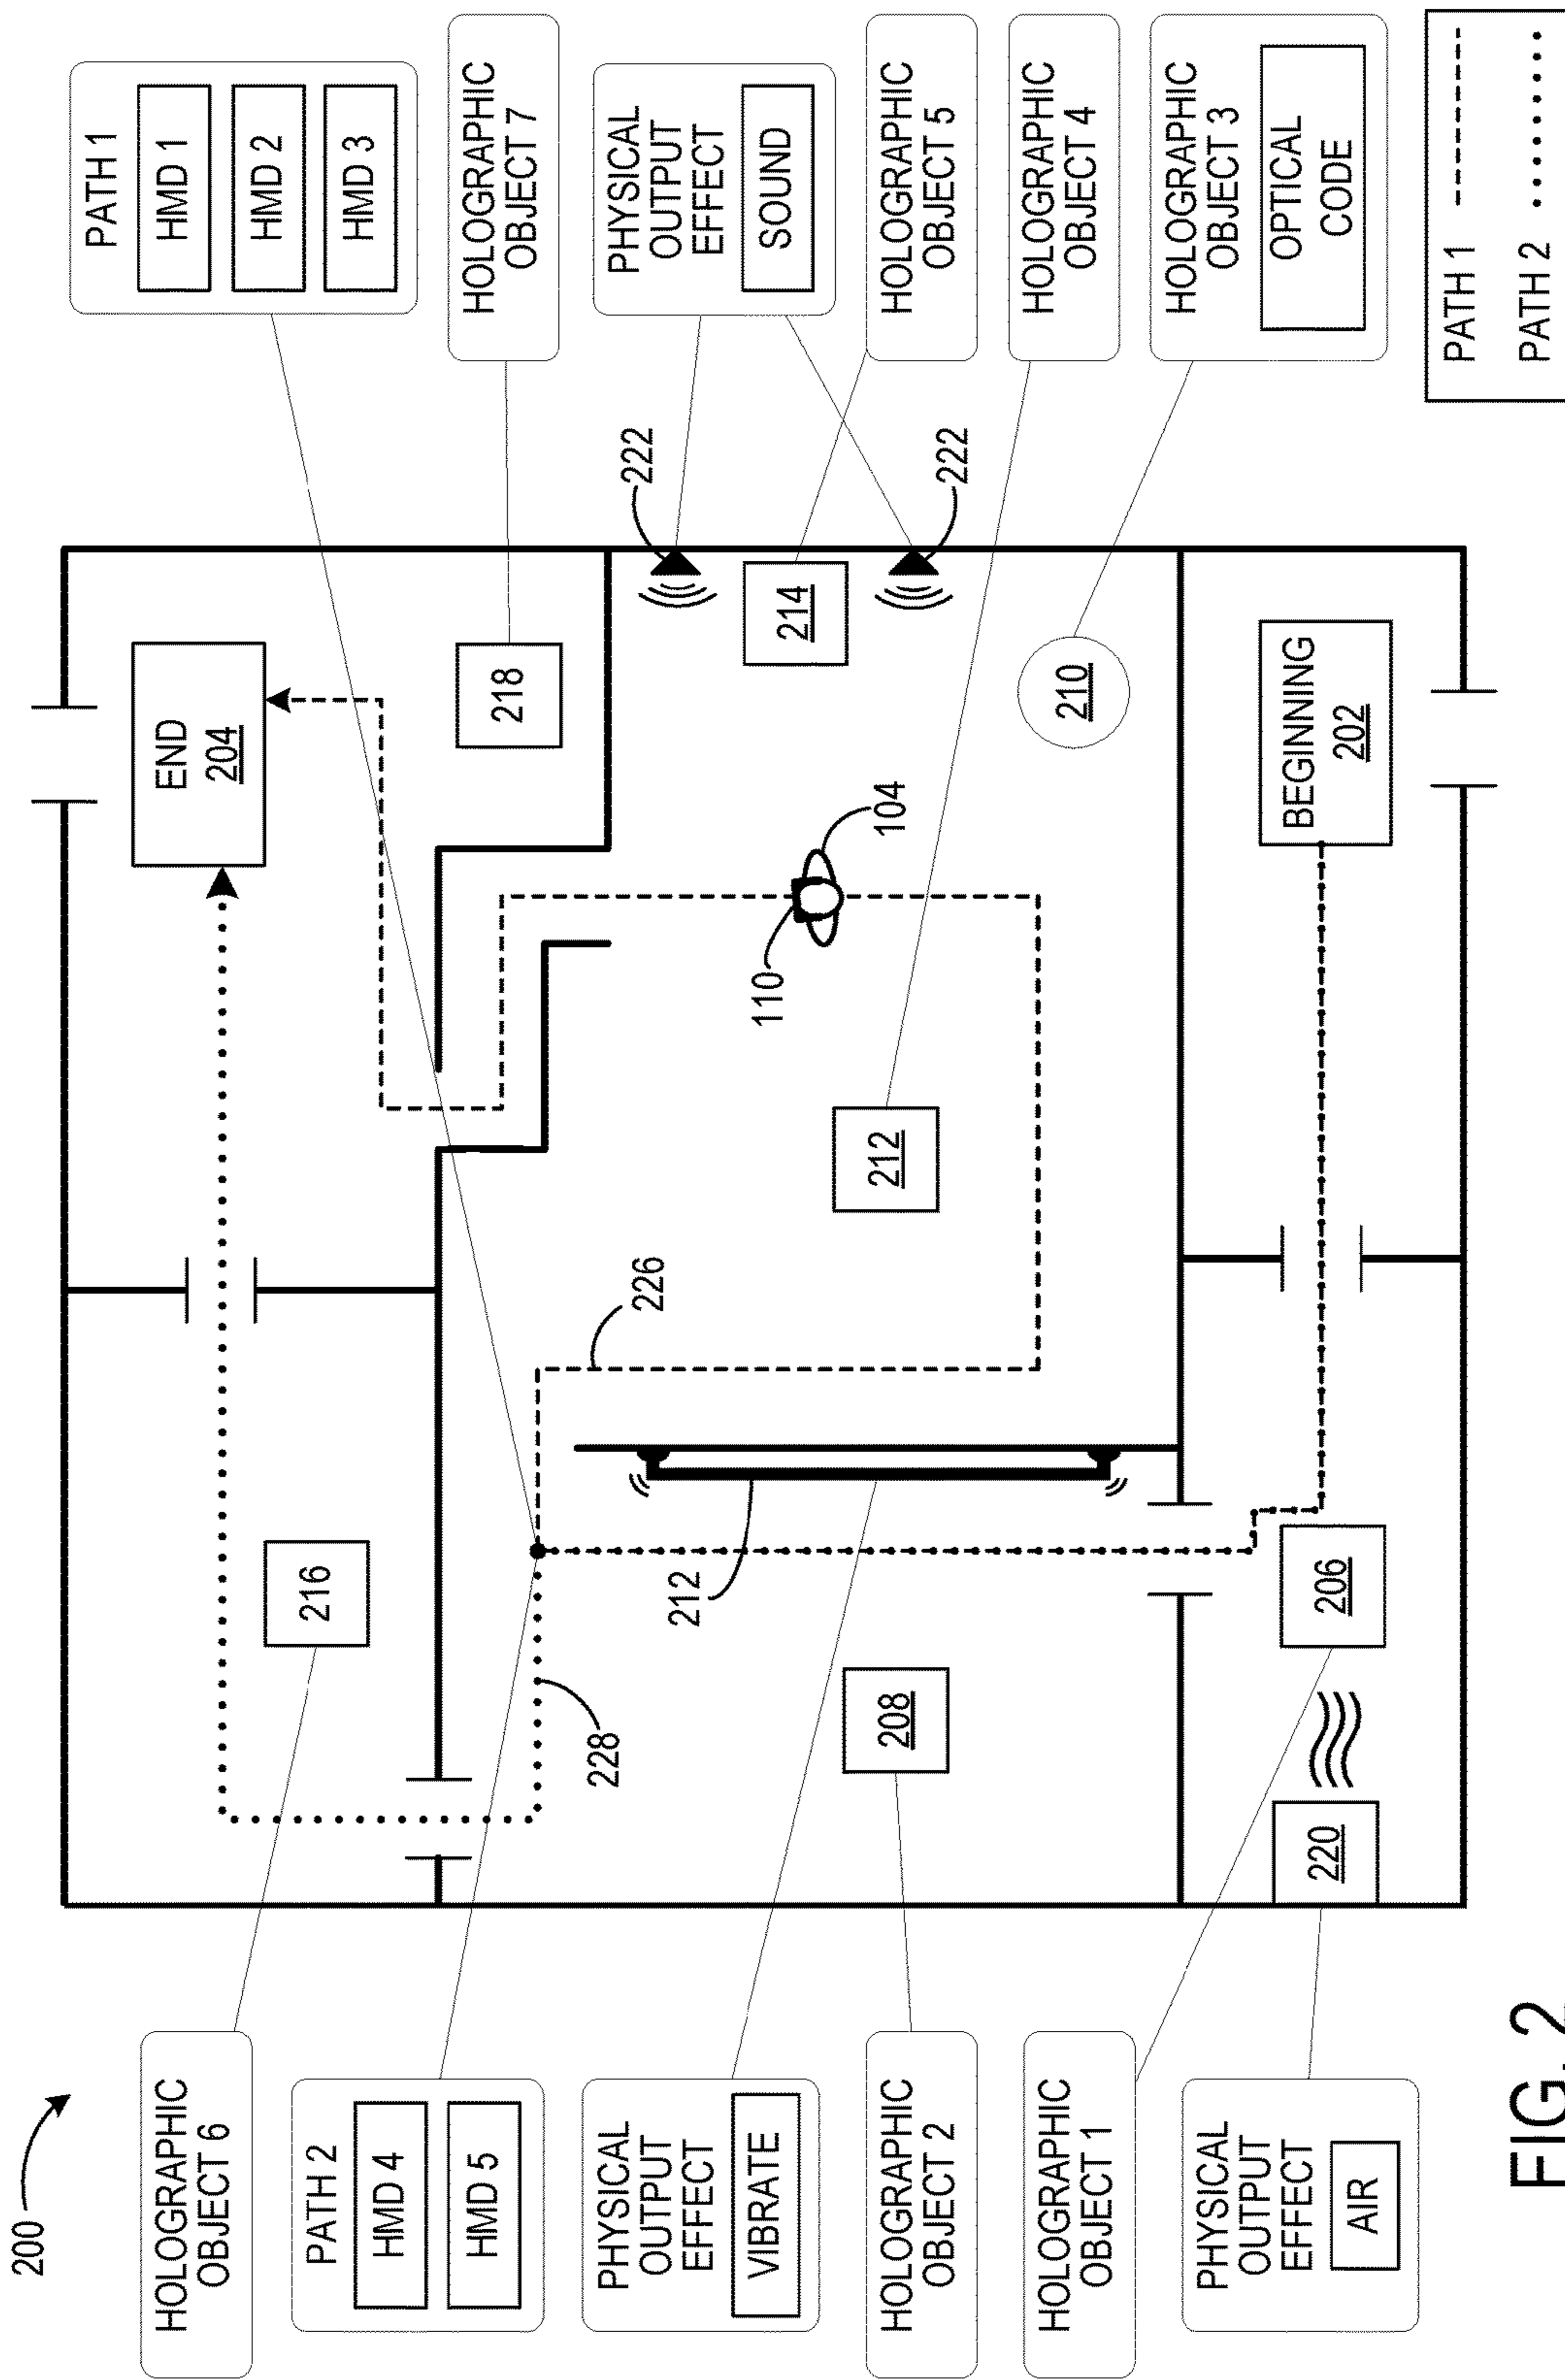 200
HOLOGRAPHIC
OBJECT 6
PATH 2
HMD 4
HMD 5
PHYSICAL
OUTPUT
EFFECT
VIBRATE
HOLOGRAPHIC
OBJECT 2
HOLOGRAPHIC
OBJECT 1
PHYSICAL
OUTPUT
EFFECT
AIR
216
228
212
208
206
220
226
212
110
104
END
204
218
222
214
222
210
BEGINNING
202
PATH 1
HMD 1
HMD 2
HMD 3
HOLOGRAPHIC
OBJECT 7
PHYSICAL
OUTPUT
EFFECT
SOUND
HOLOGRAPHIC
OBJECT 5
HOLOGRAPHIC
OBJECT 4
HOLOGRAPHIC
OBJECT 3
OPTICAL
CODE
PATH 1
PATH 2
FIG. 2